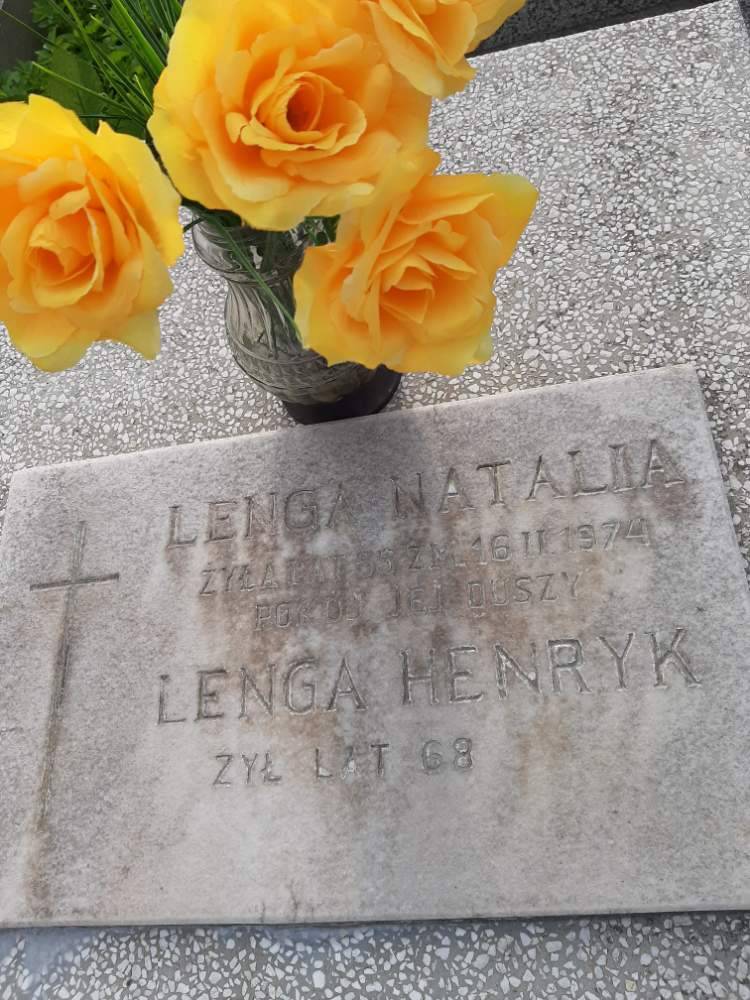 LENGA NATALIA
ŻYŁA LAT ZM. 16 II 1974
POKÓJ JEJ DUSZY
LENGA HENRYK
ŻYŁ LAT 68